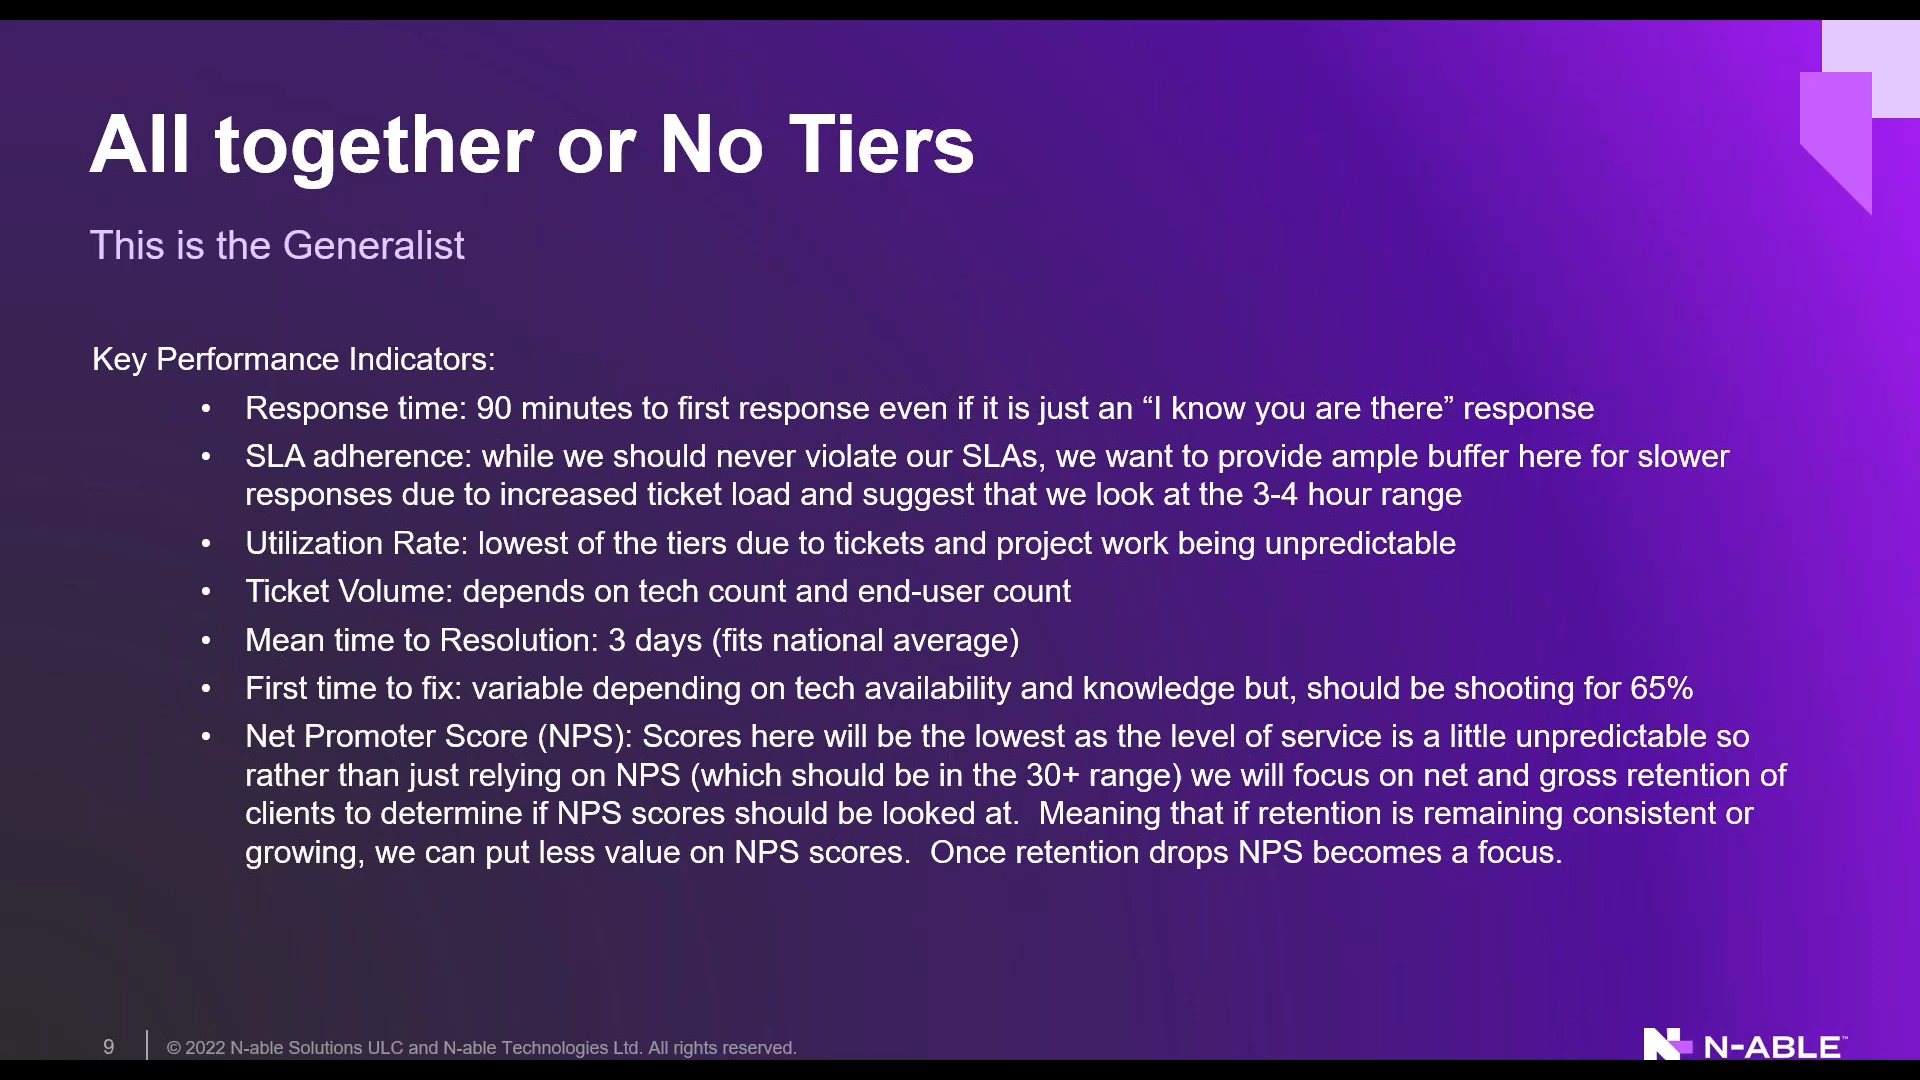 All together or No Tiers
This is the Generalist
Key Performance Indicators:
• Response time: 90 minutes to first response even if it is just an “I know you are there” response
• SLA adherence: while we should never violate our SLAs, we want to provide ample buffer here for slower
responses due to increased ticket load and suggest that we look at the 3-4 hour range
• Utilization Rate: lowest of the tiers due to tickets and project work being unpredictable
• Ticket Volume: depends on tech count and end-user count
• Mean time to Resolution: 3 days (fits national average)
• First time to fix: variable depending on tech availability and knowledge but, should be shooting for 65%
• Net Promoter Score (NPS): Scores here will be the lowest as the level of service is a little unpredictable so
rather than just relying on NPS (which should be in the 30+ range) we will focus on net and gross retention of
clients to determine if NPS scores should be looked at.  Meaning that if retention is remaining consistent or
growing, we can put less value on NPS scores.  Once retention drops NPS becomes a focus.
9
© 2022 N-able Solutions ULC and N-able Technologies Ltd. All rights reserved.
N-ABLE™